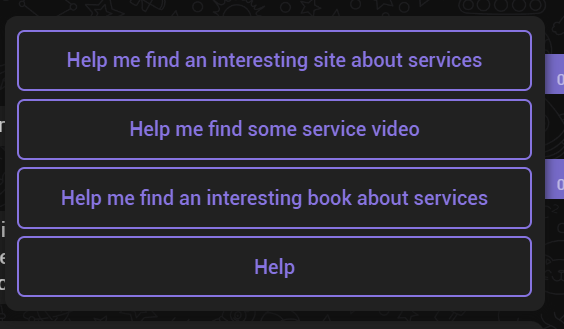 Help me find an interesting site about services
Help me find some service video
Help me find an interesting book about services
Help